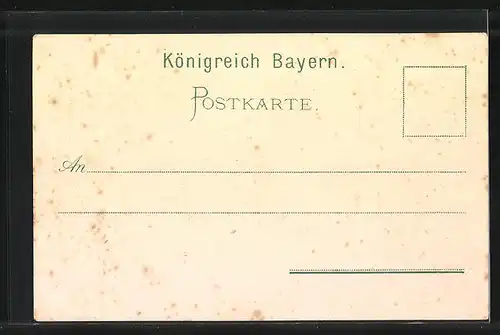 Königreich Bayern.
POSTKARTE.
An